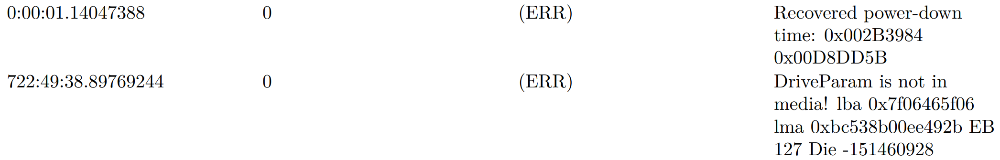 0:00:01.14047388 0 (ERR) Recovered power-down
time: 0x002B3984
0x00D8DD5B
722:49:38.89769244 0 (ERR) DriveParam is not in
media! lba 0x7f06465f06
lma 0xbc538b00ee492b EB
127 Die -151460928